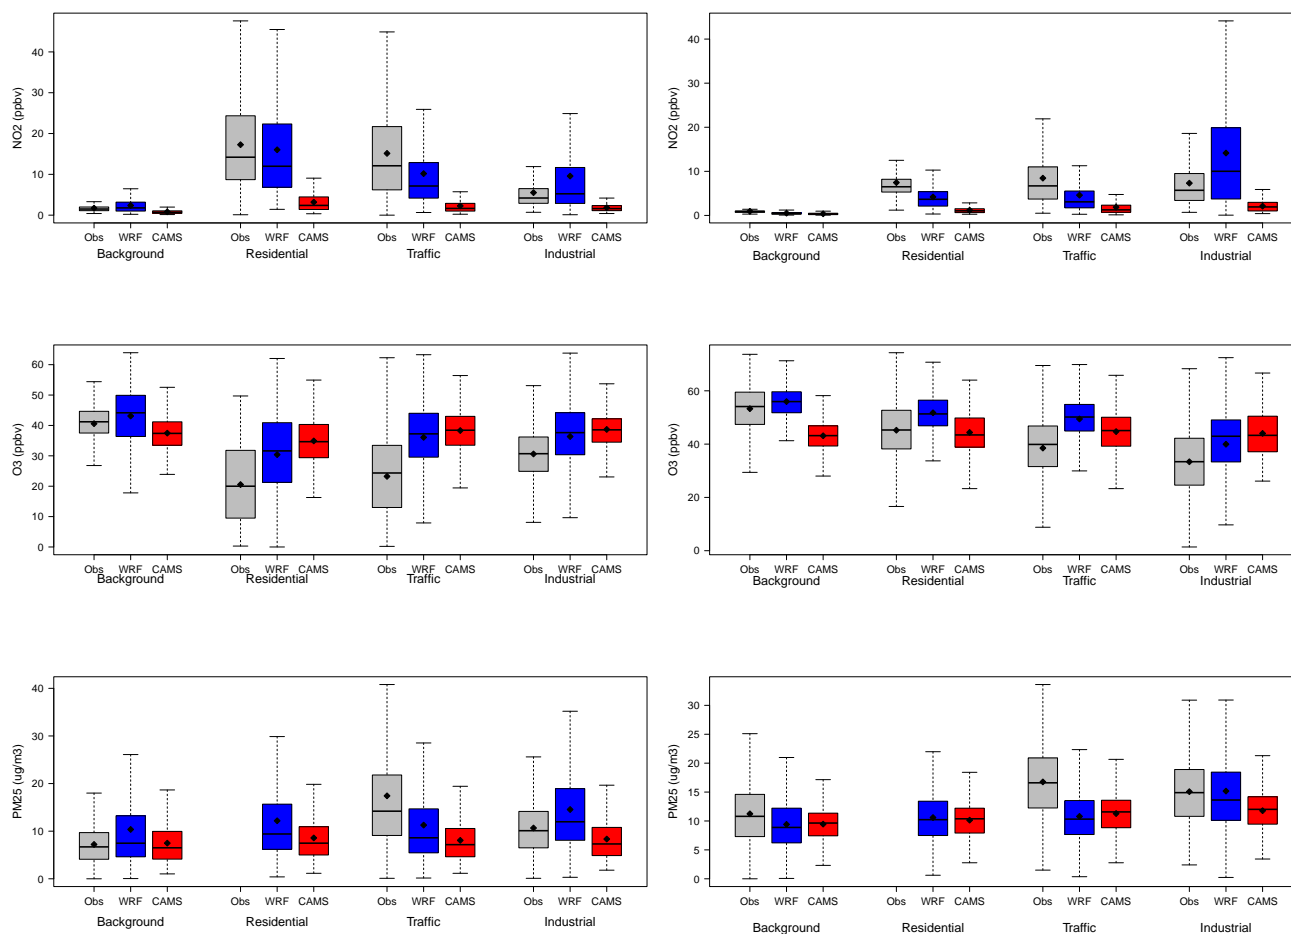 NO2 (ppbv)
40
30
20
10
0
Obs WRF CAMS Obs WRF CAMS Obs WRF CAMS Obs WRF CAMS
Background Residential Traffic Industrial
NO2 (ppbv)
40
30
20
10
0
Obs WRF CAMS Obs WRF CAMS Obs WRF CAMS Obs WRF CAMS
Background Residential Traffic Industrial
O3 (ppbv)
60
50
40
30
20
10
0
Obs WRF CAMS Obs WRF CAMS Obs WRF CAMS Obs WRF CAMS
Background Residential Traffic Industrial
O3 (ppbv)
60
40
20
0
Obs WRF CAMS Obs WRF CAMS Obs WRF CAMS Obs WRF CAMS
Background Residential Traffic Industrial
PM25 (ug/m3)
40
30
20
10
0
Obs WRF CAMS Obs WRF CAMS Obs WRF CAMS Obs WRF CAMS
Background Residential Traffic Industrial
PM25 (ug/m3)
30
25
20
15
10
5
0
Obs WRF CAMS Obs WRF CAMS Obs WRF CAMS Obs WRF CAMS
Background Residential Traffic Industrial